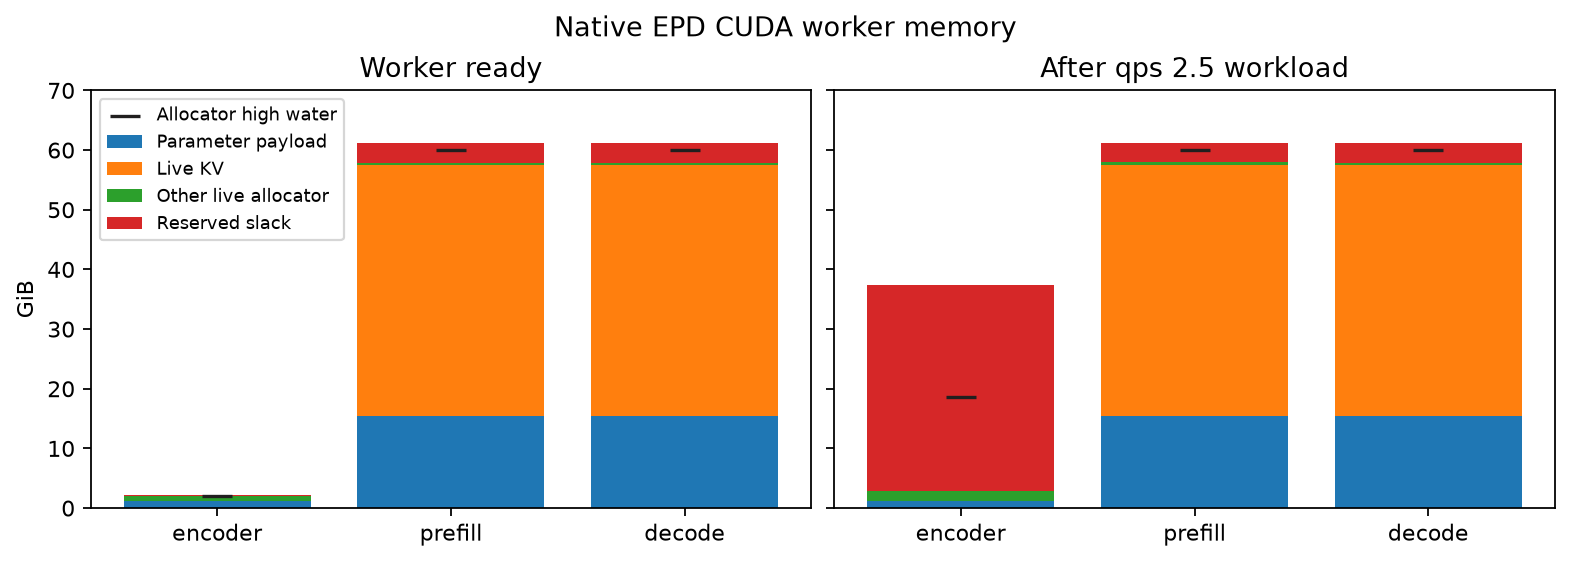 Native EPD CUDA worker memory
Worker ready
After qps 2.5 workload
70
60
50
40
30
20
10
0
GiB
Allocator high water
Parameter payload
Live KV
Other live allocator
Reserved slack
encoder prefill decode
encoder prefill decode